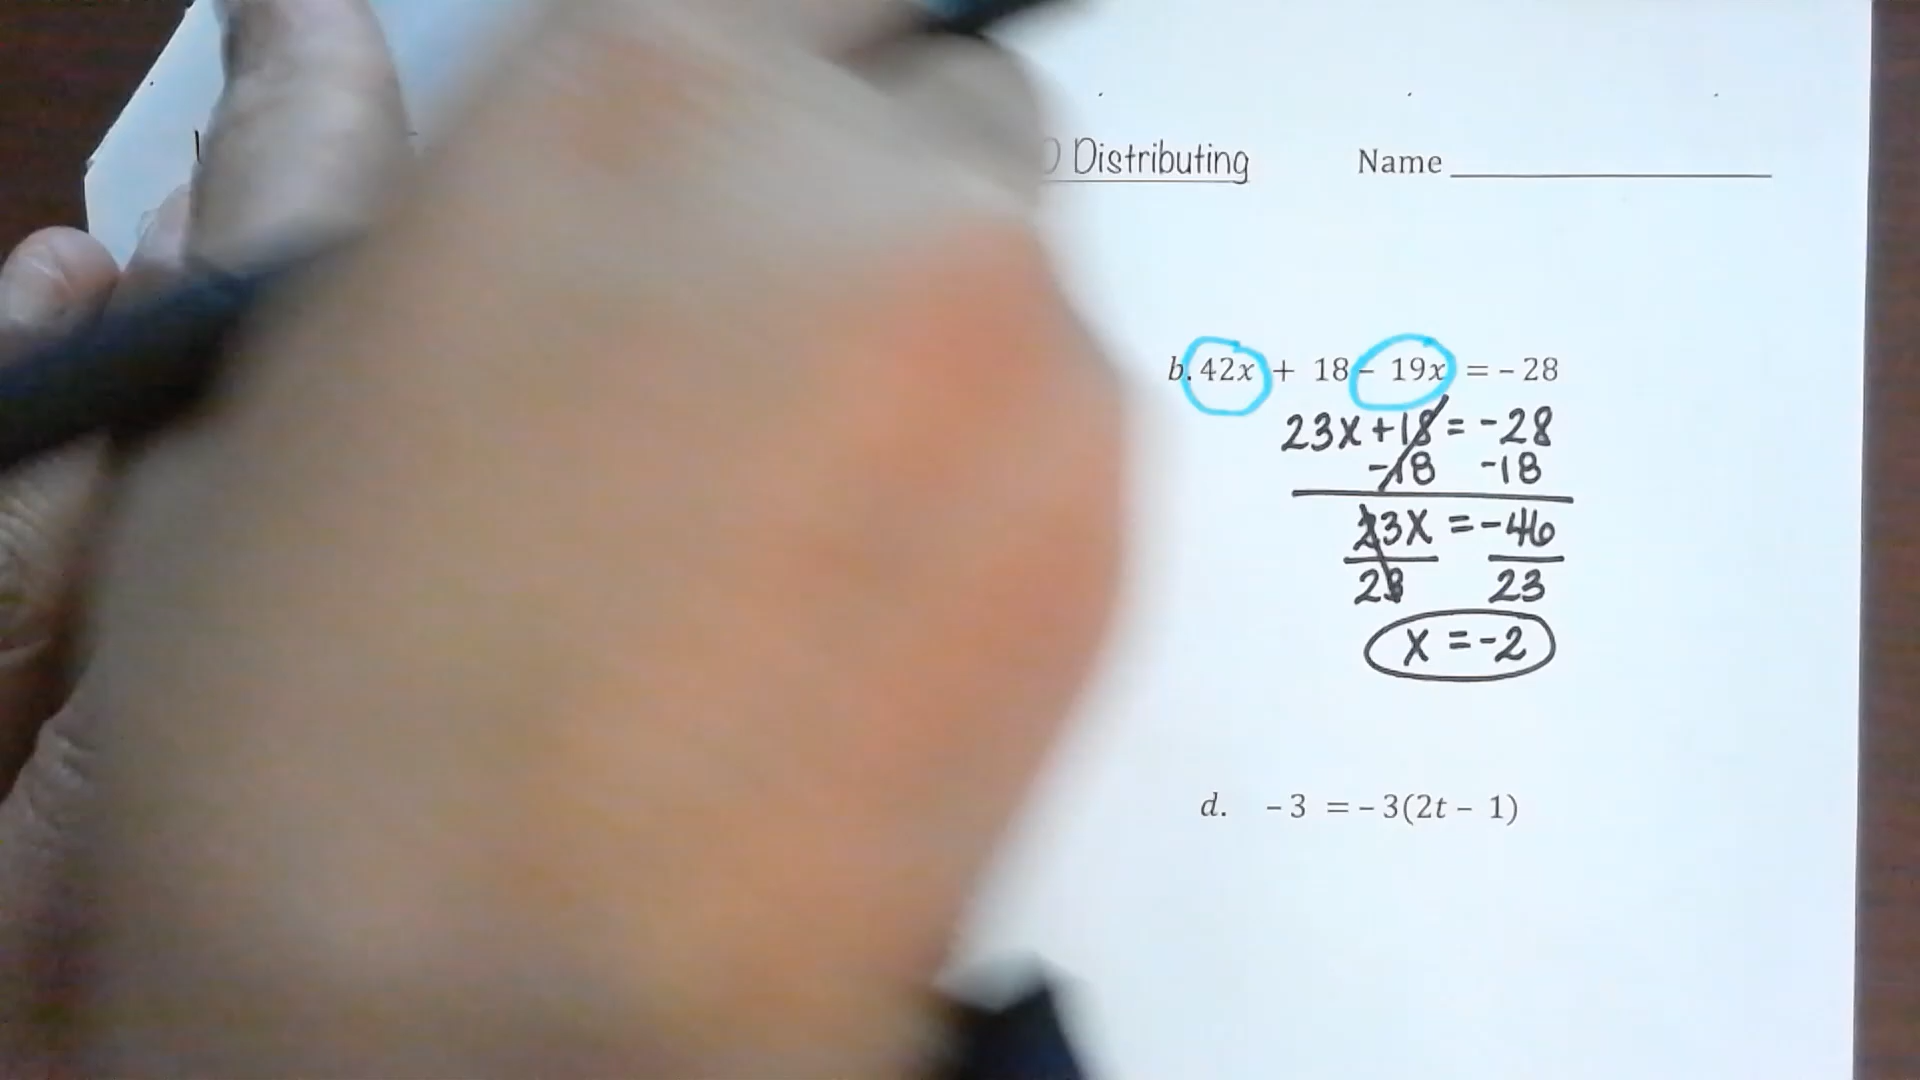 Distributing Name
b. 42x + 18 - 19x = - 28
23x + 18 = -28
-18 -18
23x = -46
23 23
x = -2
d. - 3 = - 3(2t - 1)